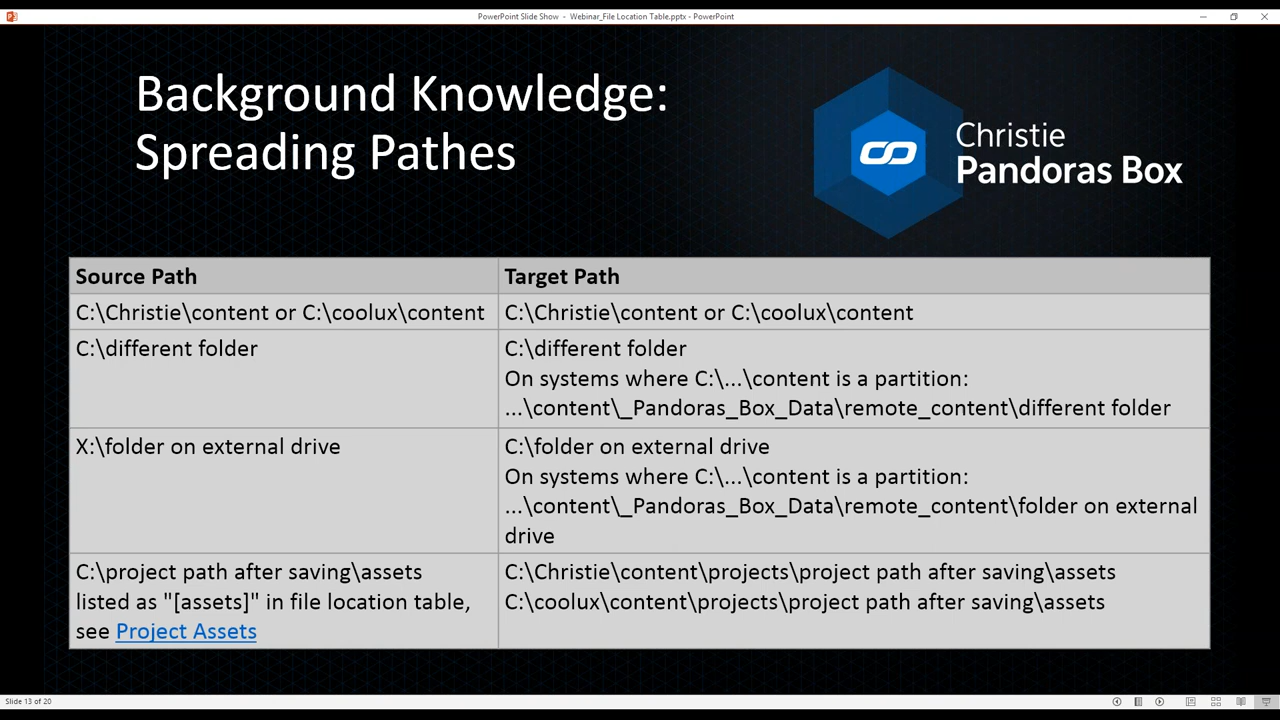 PowerPoint Slide Show - Webinar_File Location Table.pptx - PowerPoint
Background Knowledge:
Spreading Pathes
Christie
Pandoras Box
Source Path
Target Path
C:\Christie\content or C:\coolux\content
C:\Christie\content or C:\coolux\content
C:\different folder
C:\different folder
On systems where C:\...\content is a partition:
...\content\_Pandoras_Box_Data\remote_content\different folder
X:\folder on external drive
C:\folder on external drive
On systems where C:\...\content is a partition:
...\content\_Pandoras_Box_Data\remote_content\folder on external
drive
C:\project path after saving\assets
listed as "[assets]" in file location table,
see Project Assets
C:\Christie\content\projects\project path after saving\assets
C:\coolux\content\projects\project path after saving\assets
Slide 13 of 20